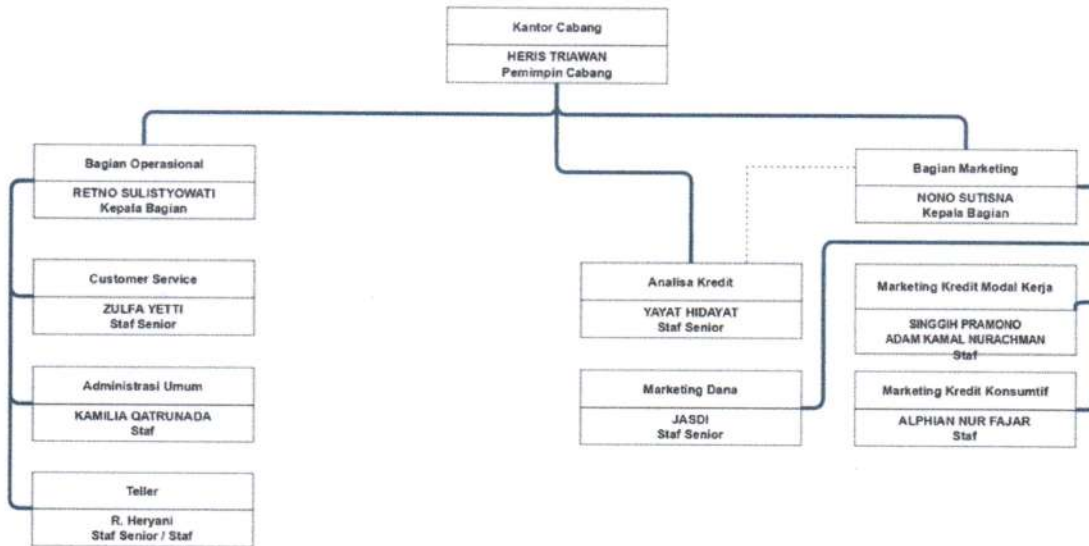 Kantor Cabang
HERIS TRIAWAN
Pemimpin Cabang
Bagian Operasional
RETNO SULISTYOWATI
Kepala Bagian
Bagian Marketing
NONO SUTISNA
Kepala Bagian
Customer Service
ZULFA YETTI
Staf Senior
Analisa Kredit
YAYAT HIDAYAT
Staf Senior
Marketing Kredit Modal Kerja
SINGGIH PRAMONO
ADAM KAMAL NURACHMAN
Staf
Administrasi Umum
KAMILIA QATRUNADA
Staf
Marketing Dana
JASDI
Staf Senior
Marketing Kredit Konsumtif
ALPHIAN NUR FAJAR
Staf
Teller
R. Heryani
Staf Senior / Staf